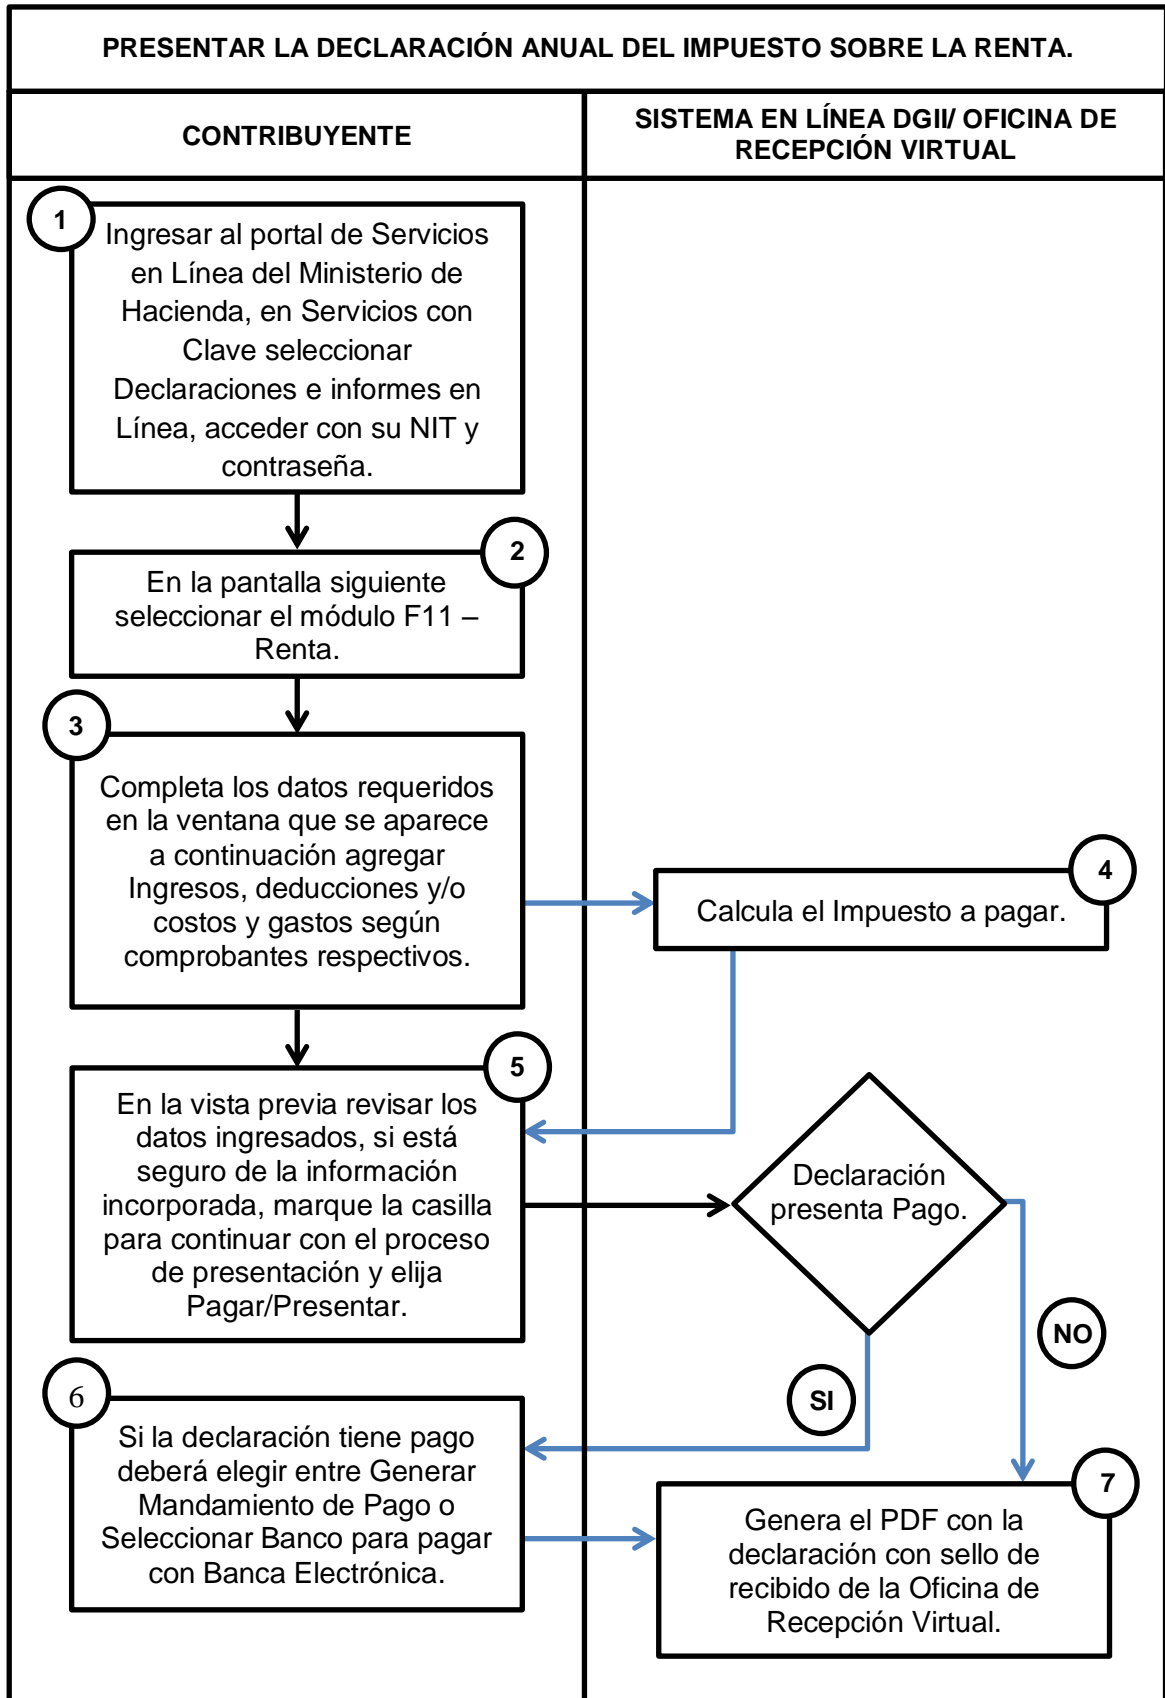 PRESENTAR LA DECLARACIÓN ANUAL DEL IMPUESTO SOBRE LA RENTA.
CONTRIBUYENTE
SISTEMA EN LÍNEA DGII/ OFICINA DE
RECEPCIÓN VIRTUAL
1
Ingresar al portal de Servicios
en Línea del Ministerio de
Hacienda, en Servicios con
Clave seleccionar
Declaraciones e informes en
Línea, acceder con su NIT y
contraseña.
2
En la pantalla siguiente
seleccionar el módulo F11 –
Renta.
3
Completa los datos requeridos
en la ventana que se aparece
a continuación agregar
Ingresos, deducciones y/o
costos y gastos según
comprobantes respectivos.
4
Calcula el Impuesto a pagar.
5
En la vista previa revisar los
datos ingresados, si está
seguro de la información
incorporada, marque la casilla
para continuar con el proceso
de presentación y elija
Pagar/Presentar.
Declaración
presenta Pago.
NO
SI
6
Si la declaración tiene pago
deberá elegir entre Generar
Mandamiento de Pago o
Seleccionar Banco para pagar
con Banca Electrónica.
7
Genera el PDF con la
declaración con sello de
recibido de la Oficina de
Recepción Virtual.